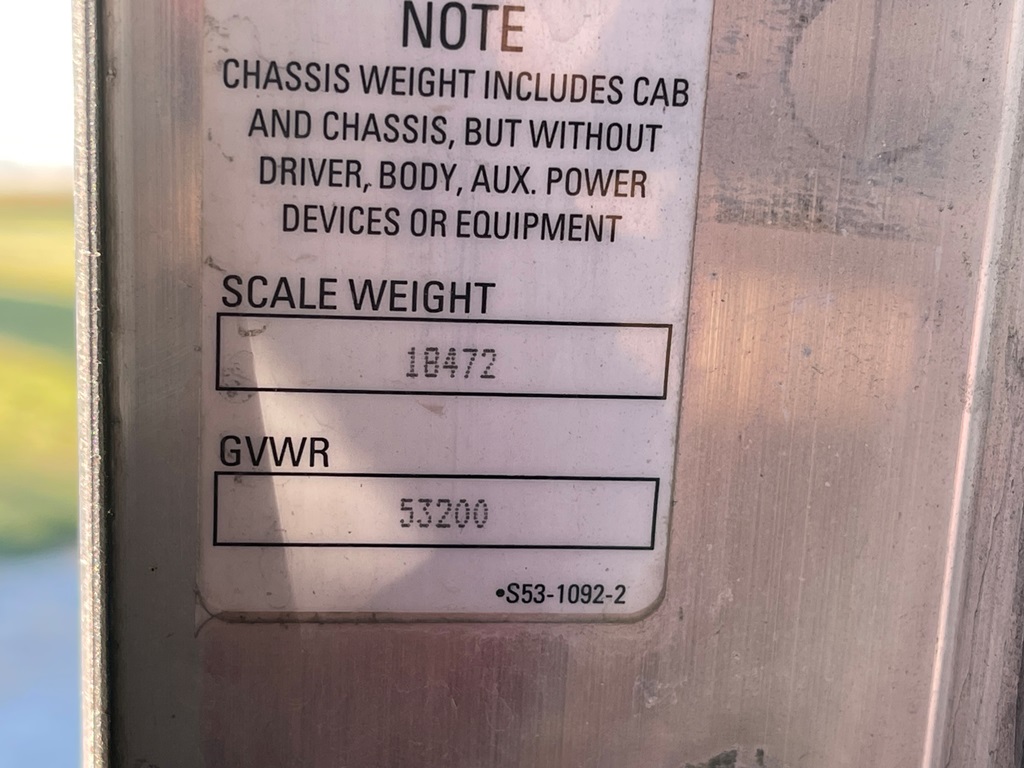 NOTE
CHASSIS WEIGHT INCLUDES CAB
AND CHASSIS, BUT WITHOUT
DRIVER, BODY, AUX. POWER
DEVICES OR EQUIPMENT
SCALE WEIGHT
18472
GVWR
53200
•S53-1092-2